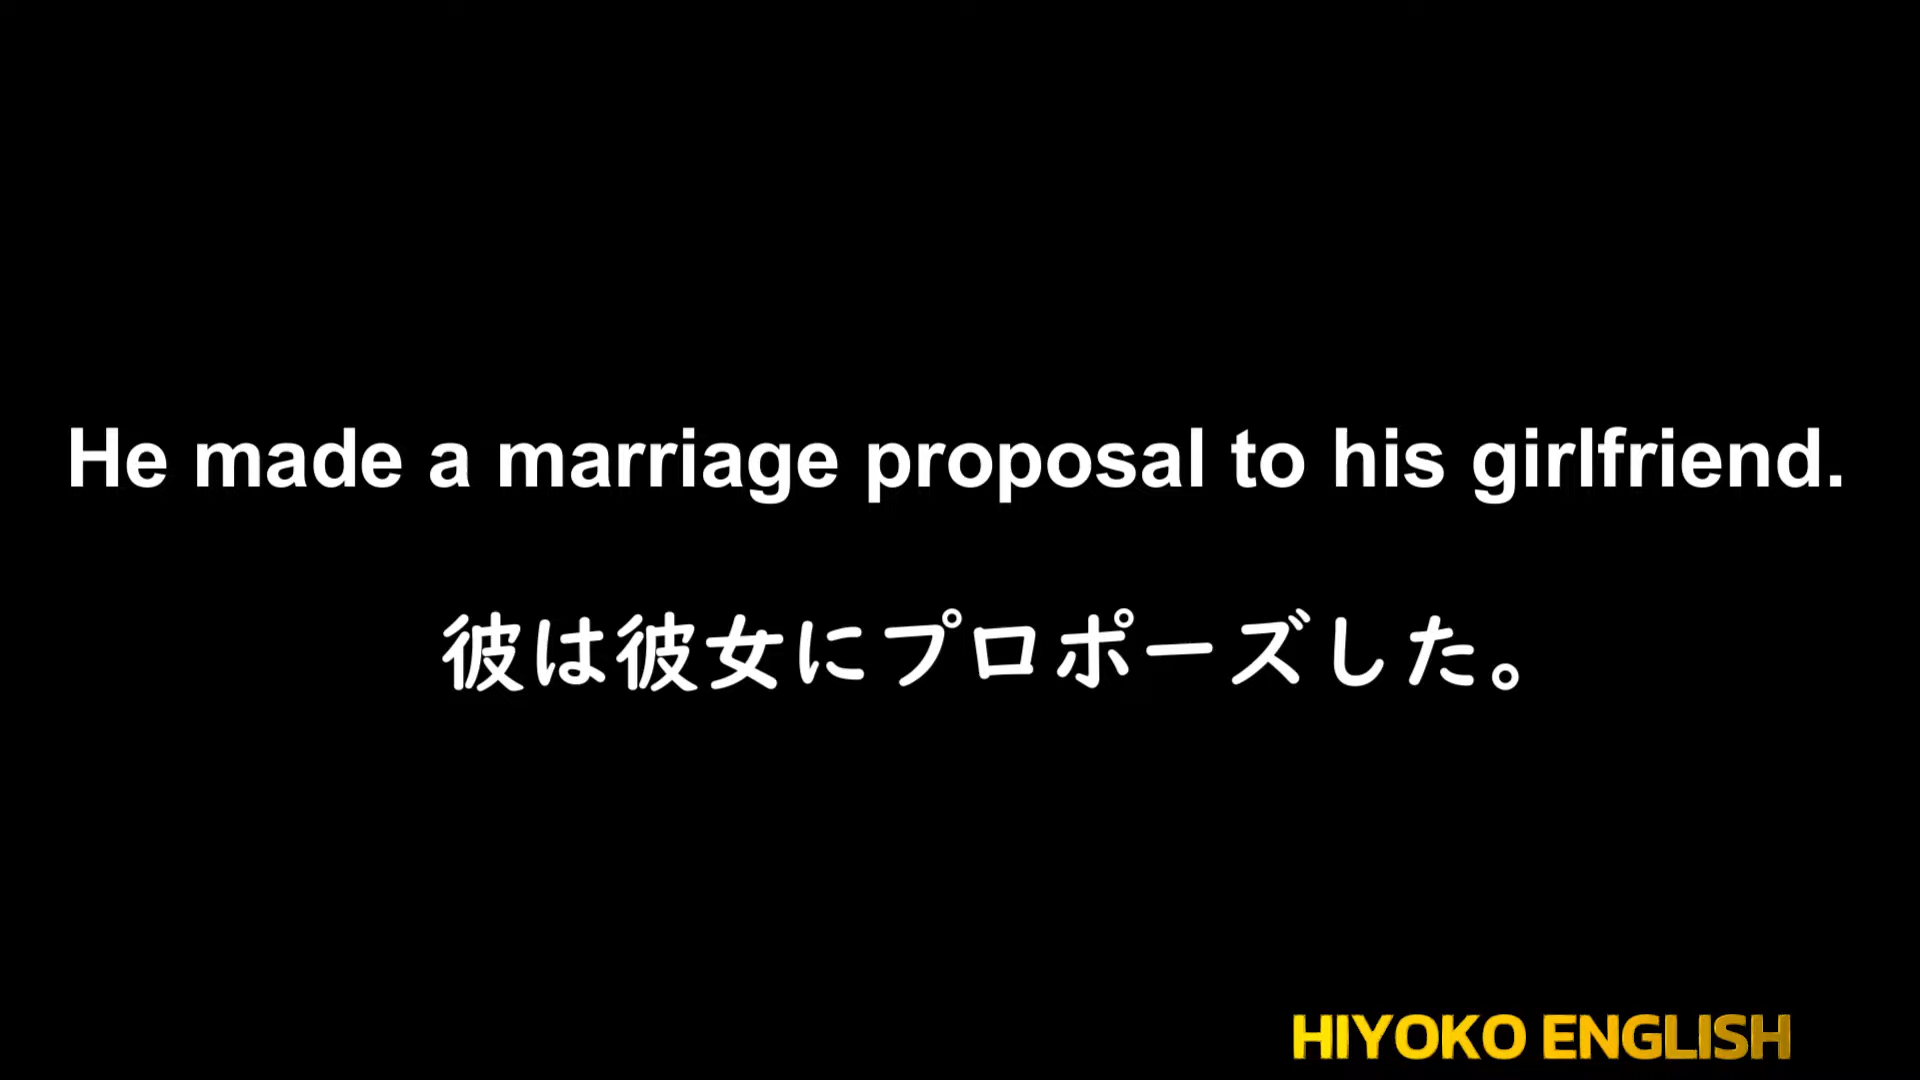 He made a marriage proposal to his girlfriend.
彼は彼女にプロポーズした。
HIYOKO ENGLISH